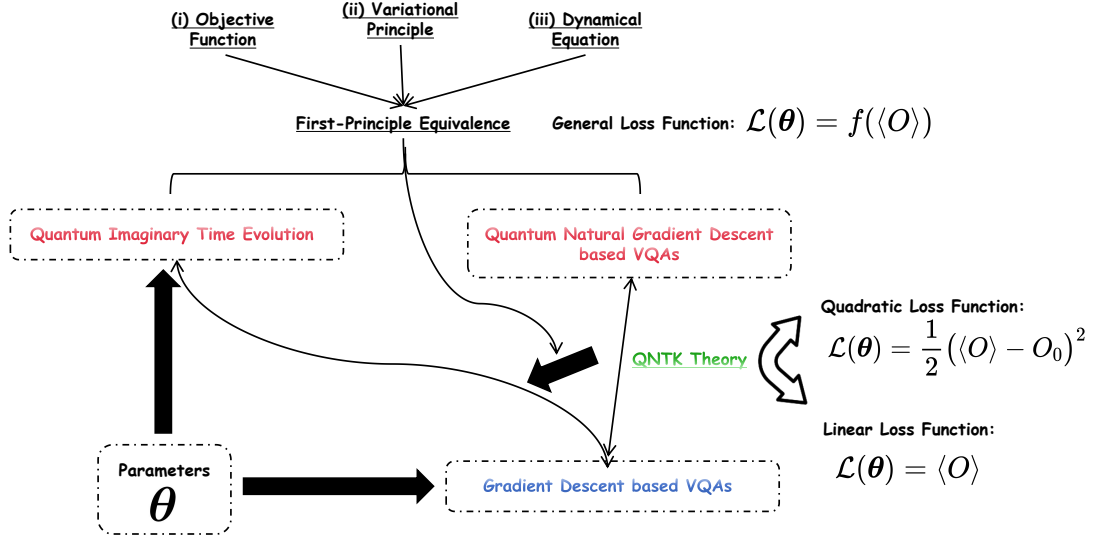 (i) Objective
Function
(ii) Variational
Principle
(iii) Dynamical
Equation
First-Principle Equivalence
General Loss Function: 𝓛(𝜽) = f(⟨O⟩)
Quantum Imaginary Time Evolution
Quantum Natural Gradient Descent
based VQAs
Quadratic Loss Function:
𝓛(𝜽) = 1/2 (⟨O⟩ − O₀)²
QNTK Theory
Linear Loss Function:
𝓛(𝜽) = ⟨O⟩
Parameters
𝜽
Gradient Descent based VQAs